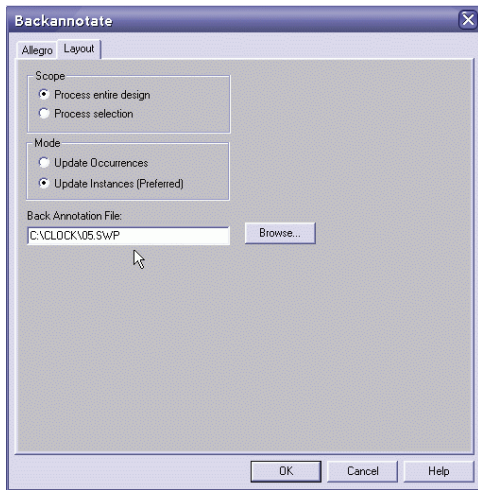 Backannotate
Allegro Layout
Scope
Process entire design
Process selection
Mode
Update Occurrences
Update Instances (Preferred)
Back Annotation File:
C:\CLOCK\05.SWP Browse...
OK Cancel Help